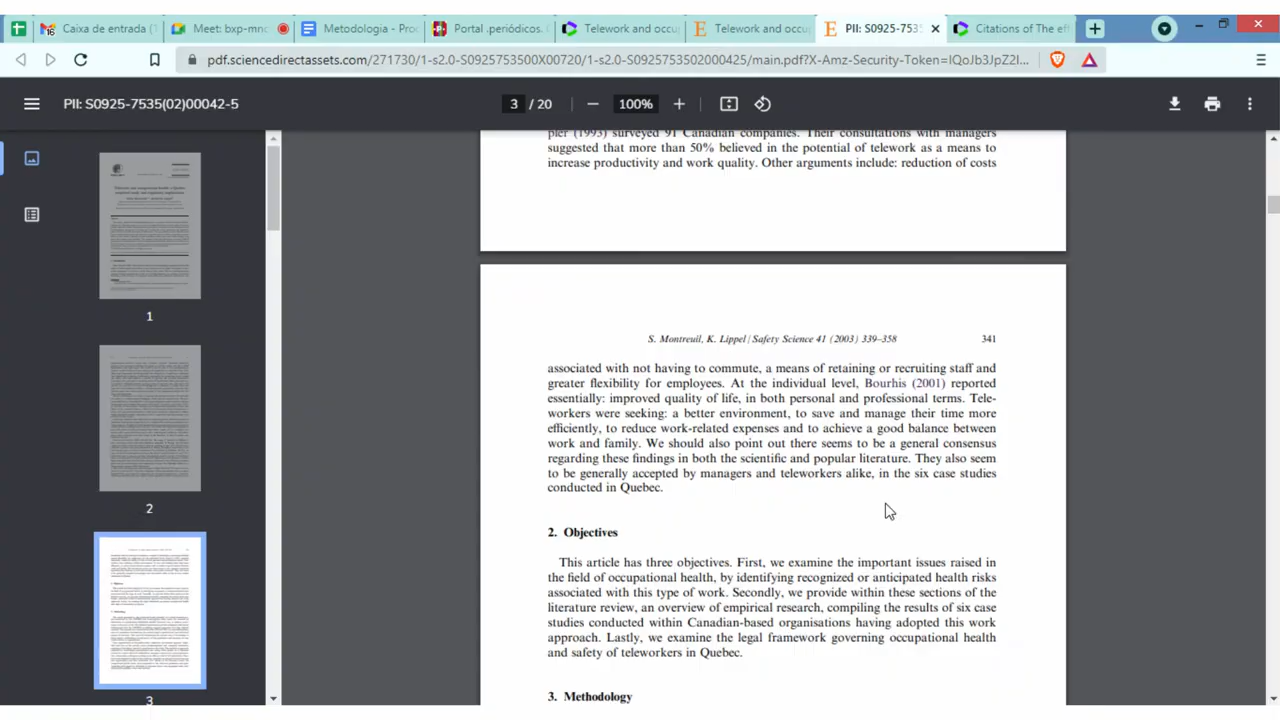 Caixa de entrada (
Meet: bxp-mnc
Metodologia - Proc
Portal .periódicos. (
Telework and occu
Telework and occu
PII: S0925-7535
Citations of The eff
pdf.sciencedirectassets.com/271730/1-s2.0-S0925753500X00720/1-s2.0-S0925753502000425/main.pdf?X-Amz-Security-Token=IQoJb3JpZ2l...
PII: S0925-7535(02)00042-5
3 / 20
100%
1
2
3
pier (1993) surveyed 91 Canadian companies. Their consultations with managers
suggested that more than 50% believed in the potential of telework as a means to
increase productivity and work quality. Other arguments include: reduction of costs
S. Montreuil, K. Lippel / Safety Science 41 (2003) 339–358 341
associated with not having to commute, a means of retaining or recruiting staff and
greater flexibility for employees. At the individual level, Bourhis (2001) reported
essentially: improved quality of life, in both personal and professional terms. Tele-
workers were seeking: a better environment, to save and manage their time more
efficiently, to reduce work-related expenses and to achieve a good balance between
work and family. We should also point out there seems to be a general consensus
regarding these findings in both the scientific and popular literature. They also seem
to be generally accepted by managers and teleworkers alike, in the six case studies
conducted in Quebec.
2. Objectives
This article has three objectives. First, we examine the important issues raised in
the field of occupational health, by identifying recognized or anticipated health risks
associated with this type of work. Secondly, we provide within these sections of the
literature review, an overview of empirical research, compiling the results of six case
studies conducted within Canadian-based organisations having adopted this work
approach. Lastly, we examine the legal framework governing occupational health
and safety of teleworkers in Quebec.
3. Methodology